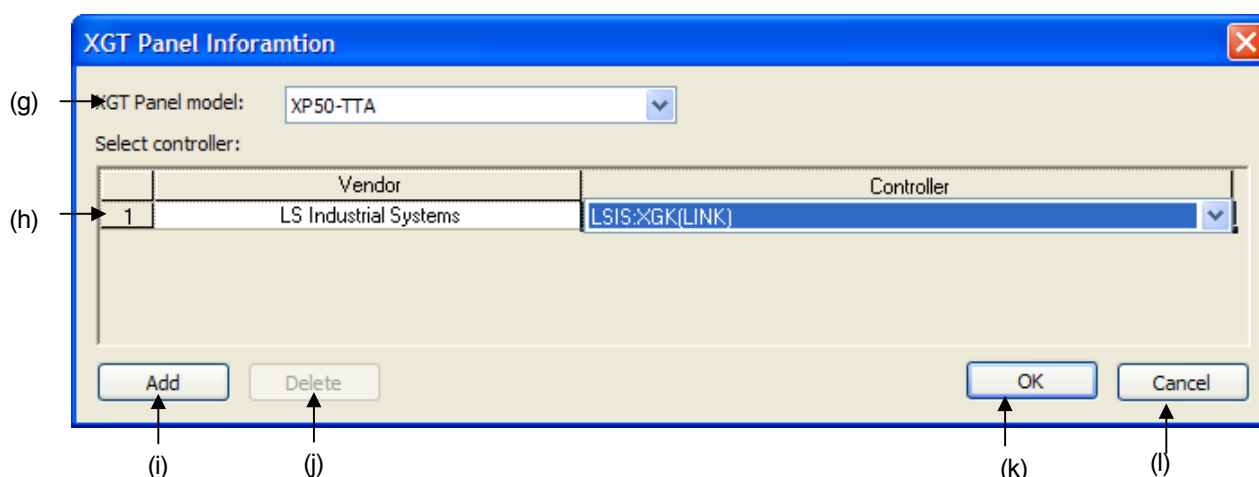 XGT Panel Inforamtion
(g) XGT Panel model: XP50-TTA
Select controller:
Vendor Controller
(h) 1 LS Industrial Systems LSIS:XGK(LINK)
Add Delete OK Cancel
(i) (j) (k) (l)